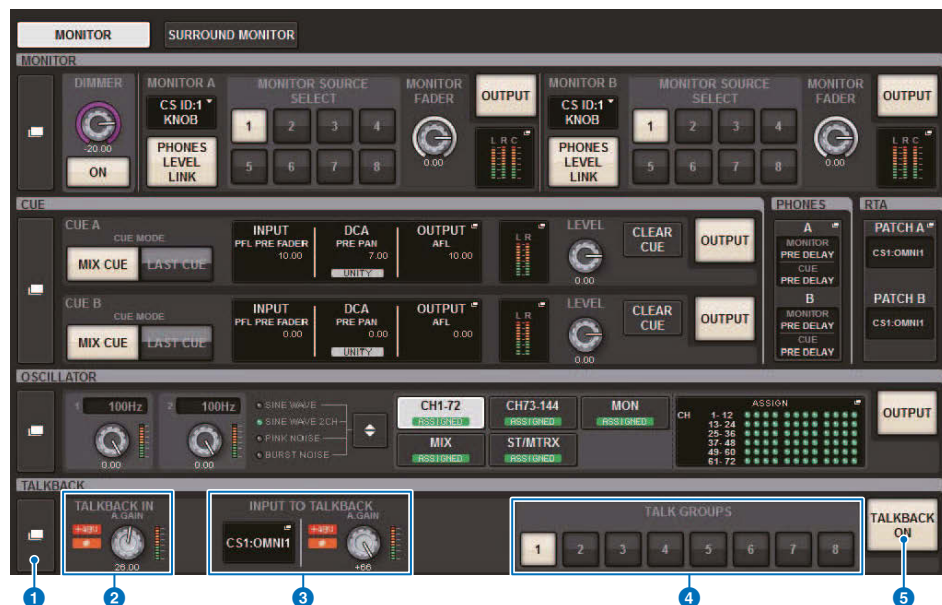 MONITOR
SURROUND MONITOR
MONITOR
DIMMER
-20.00
ON
MONITOR A
CS ID:1
KNOB
PHONES
LEVEL
LINK
MONITOR SOURCE
SELECT
1 2 3 4
5 6 7 8
MONITOR
FADER
0.00
OUTPUT
L R C
MONITOR B
CS ID:1
KNOB
PHONES
LEVEL
LINK
MONITOR SOURCE
SELECT
1 2 3 4
5 6 7 8
MONITOR
FADER
0.00
OUTPUT
L R C
CUE
CUE A
CUE MODE
MIX CUE
LAST CUE
INPUT
PFL PRE FADER
10.00
DCA
PRE PAN
7.00
UNITY
OUTPUT
AFL
10.00
L R
LEVEL
0.00
CLEAR
CUE
OUTPUT
CUE B
CUE MODE
MIX CUE
LAST CUE
INPUT
PFL PRE FADER
0.00
DCA
PRE PAN
0.00
UNITY
OUTPUT
AFL
0.00
L R
LEVEL
0.00
CLEAR
CUE
OUTPUT
PHONES
A
MONITOR
PRE DELAY
CUE
PRE DELAY
B
MONITOR
PRE DELAY
CUE
PRE DELAY
RTA
PATCH A
CS1:OMNI1
PATCH B
CS1:OMNI1
OSCILLATOR
1 100Hz
0.00
2 100Hz
0.00
SINE WAVE
SINE WAVE 2CH
PINK NOISE
BURST NOISE
CH1-72
ASSIGNED
CH73-144
ASSIGNED
MON
ASSIGNED
MIX
ASSIGNED
ST/MTRX
ASSIGNED
ASSIGN
CH 1- 12
13- 24
25- 36
37- 48
49- 60
61- 72
OUTPUT
TALKBACK
TALKBACK IN
A.GAIN
+48V
26.00
INPUT TO TALKBACK
CS1:OMNI1
A.GAIN
+48V
+66
TALK GROUPS
1 2 3 4 5 6 7 8
TALKBACK
ON
1 2 3 4 5